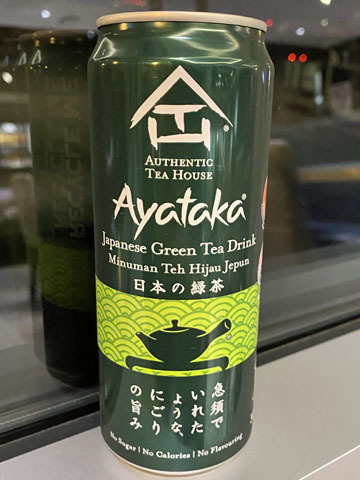 AUTHENTIC
TEA HOUSE
Ayataka®
Japanese Green Tea Drink
Minuman Teh Hijau Jepun
日本の緑茶
急須で
いれた
ような
にごり
の旨み
No Sugar | No Calories | No Flavouring
RECYCLE ME